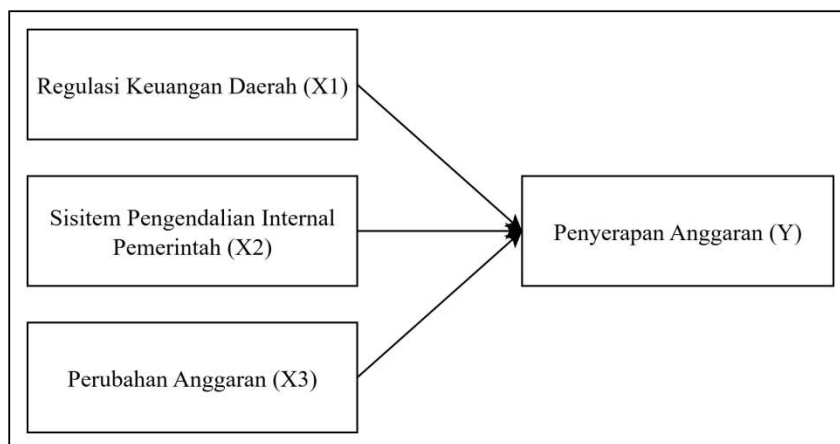 Regulasi Keuangan Daerah (X1)
Sisitem Pengendalian Internal
Pemerintah (X2)
Penyerapan Anggaran (Y)
Perubahan Anggaran (X3)